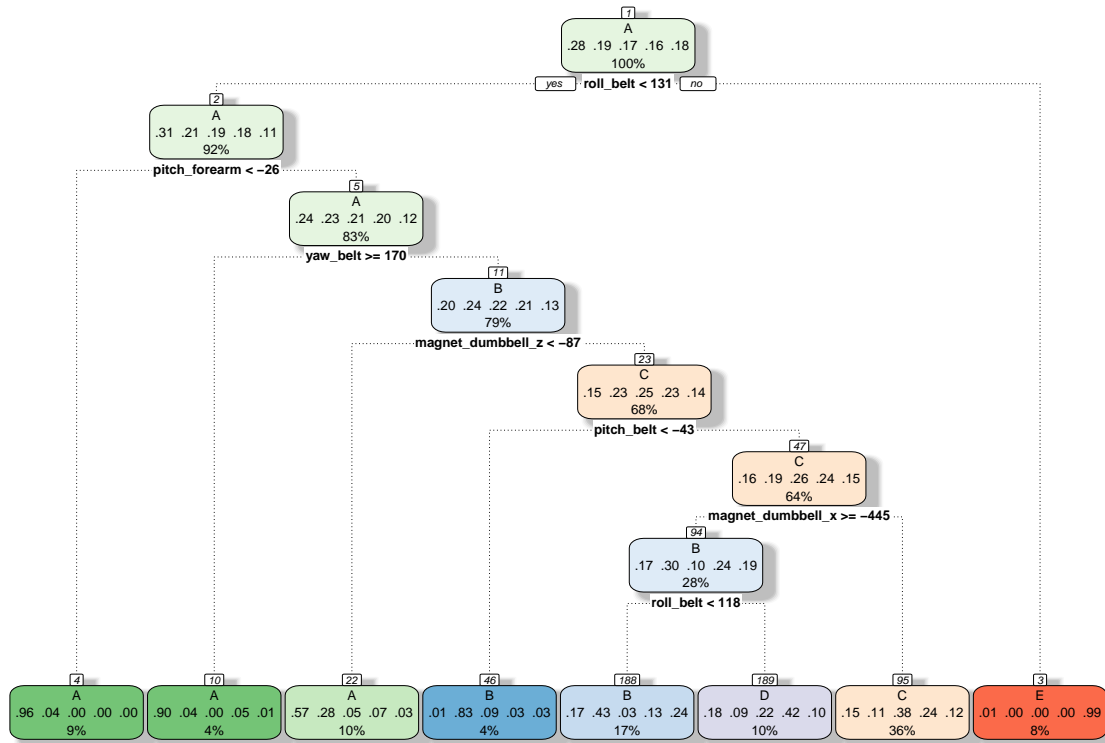 1
A
.28 .19 .17 .16 .18
100%
yes roll_belt < 131 no
2
A
.31 .21 .19 .18 .11
92%
pitch_forearm < −26
5
A
.24 .23 .21 .20 .12
83%
yaw_belt >= 170
11
B
.20 .24 .22 .21 .13
79%
magnet_dumbbell_z < −87
23
C
.15 .23 .25 .23 .14
68%
pitch_belt < −43
47
C
.16 .19 .26 .24 .15
64%
magnet_dumbbell_x >= −445
94
B
.17 .30 .10 .24 .19
28%
roll_belt < 118
4
A
.96 .04 .00 .00 .00
9%
10
A
.90 .04 .00 .05 .01
4%
22
A
.57 .28 .05 .07 .03
10%
46
B
.01 .83 .09 .03 .03
4%
188
B
.17 .43 .03 .13 .24
17%
189
D
.18 .09 .22 .42 .10
10%
95
C
.15 .11 .38 .24 .12
36%
3
E
.01 .00 .00 .00 .99
8%